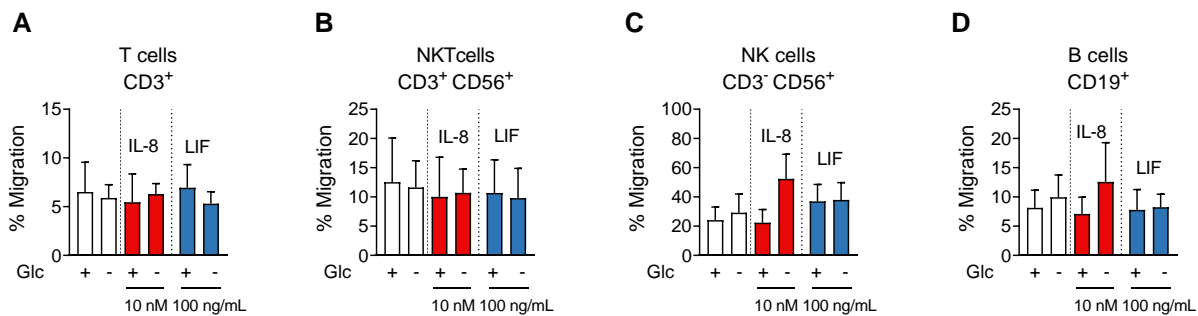 A
B
C
D
T cells
CD3+
NKTcells
CD3+ CD56+
NK cells
CD3- CD56+
B cells
CD19+
% Migration
15
10
5
0
IL-8
LIF
Glc
+ - + - + -
10 nM 100 ng/mL
% Migration
25
20
15
10
5
0
IL-8
LIF
+ - + - + -
10 nM 100 ng/mL
% Migration
100
80
60
40
20
0
IL-8
LIF
Glc
+ - + - + -
10 nM 100 ng/mL
% Migration
25
20
15
10
5
0
IL-8
LIF
Glc
+ - + - + -
10 nM 100 ng/mL